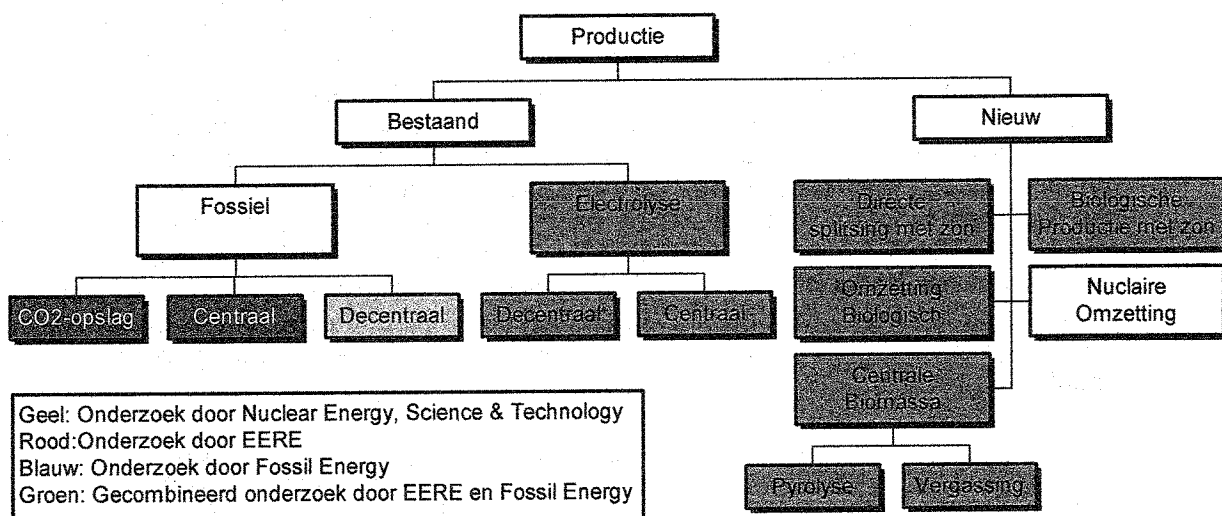 Productie
Bestaand
Nieuw
Fossiel
Electrolyse
Directe
splitsing met zon
Biologische
Productie met zon
CO2-opslag
Centraal
Decentraal
Decentraal
Centraal
Omzetting
Biologisch
Nuclaire
Omzetting
Centrale
Biomassa
Pyrolyse
Vergassing
Geel: Onderzoek door Nuclear Energy, Science & Technology
Rood:Onderzoek door EERE
Blauw: Onderzoek door Fossil Energy
Groen: Gecombineerd onderzoek door EERE en Fossil Energy